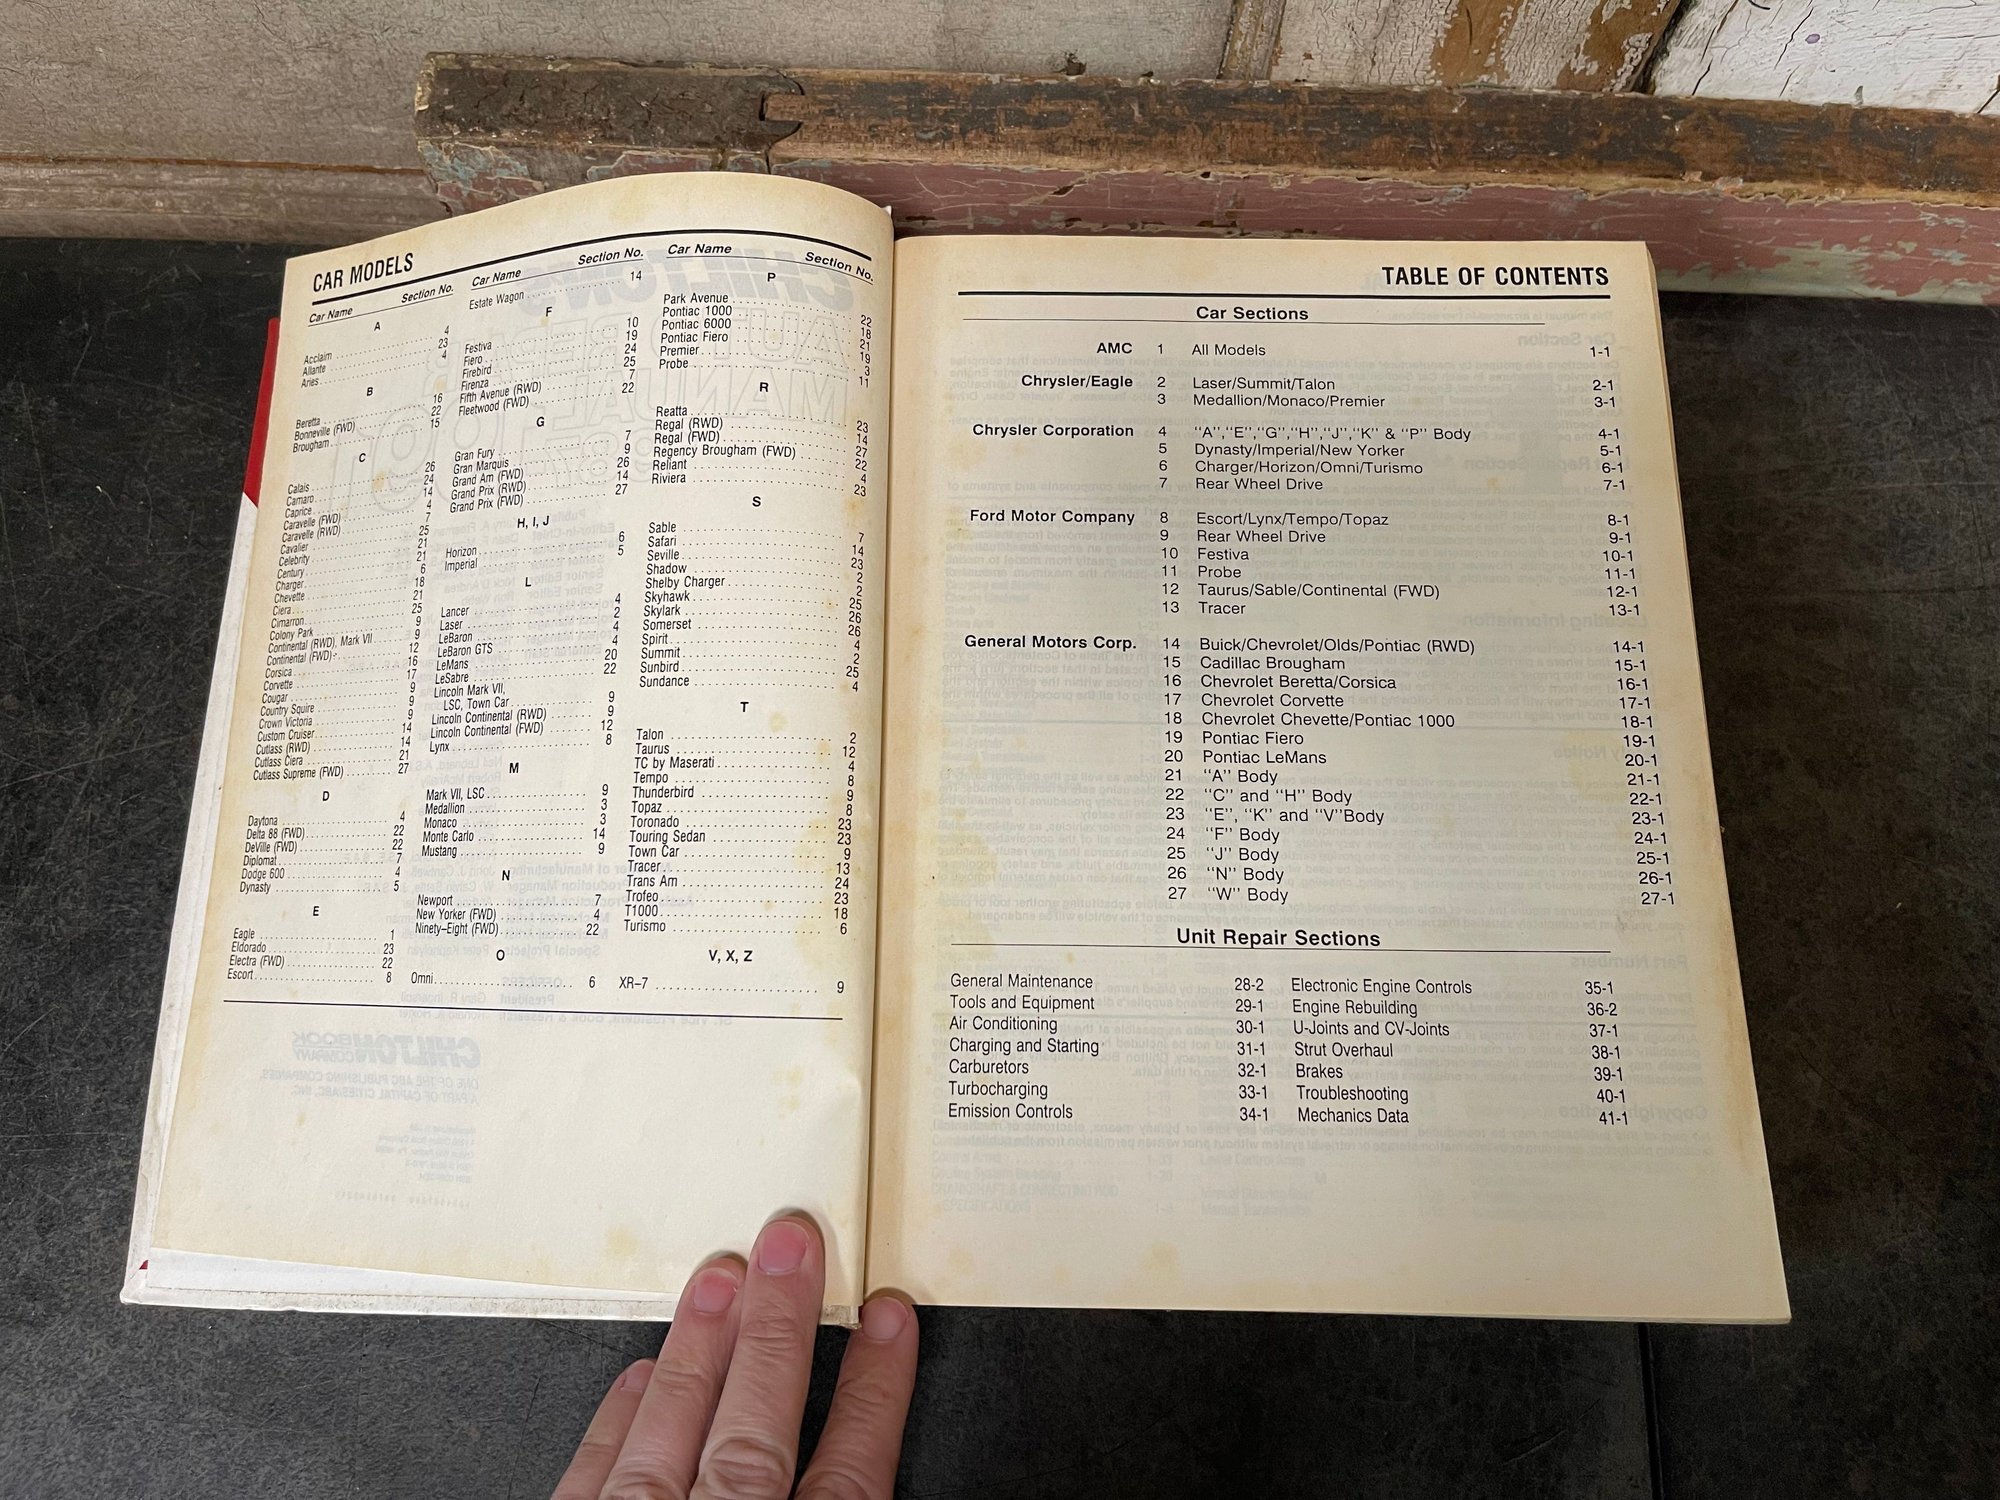 CAR MODELS
Car Name Section No.
A
Acclaim 4
Allante 23
Aries 4
B
Beretta 16
Bonneville (FWD) 22
Brougham 15
C
Calais 26
Camaro 24
Caprice 14
Caravelle (FWD) 4
Caravelle (RWD) 7
Cavalier 25
Celebrity 21
Century 21
Charger 6
Chevette 18
Ciera 21
Cimarron 25
Colony Park 9
Continental (RWD), Mark VII 9
Continental (FWD) 12
Corsica 16
Corvette 17
Cougar 9
Country Squire 9
Crown Victoria 9
Custom Cruiser 14
Cutlass (RWD) 14
Cutlass Ciera 21
Cutlass Supreme (FWD) 27
D
Daytona 4
Delta 88 (FWD) 22
DeVille (FWD) 22
Diplomat 7
Dodge 600 4
Dynasty 5
E
Eagle 1
Eldorado 23
Electra (FWD) 22
Escort 8
Car Name Section No.
Estate Wagon 14
F
Festiva 10
Fiero 19
Firebird 24
Firenza 25
Fifth Avenue (RWD) 7
Fleetwood (FWD) 22
G
Gran Fury 7
Gran Marquis 9
Grand Am (FWD) 26
Grand Prix (RWD) 14
Grand Prix (FWD) 27
H, I, J
Horizon 6
Imperial 5
L
Lancer 4
Laser 2
LeBaron 4
LeBaron GTS 4
LeMans 20
LeSabre 22
Lincoln Mark VII,
LSC, Town Car 9
Lincoln Continental (RWD) 9
Lincoln Continental (FWD) 12
Lynx 8
M
Mark VII, LSC 9
Medallion 3
Monaco 3
Monte Carlo 14
Mustang 9
N
Newport 7
New Yorker (FWD) 4
Ninety–Eight (FWD) 22
O
Omni 6
Car Name Section No.
P
Park Avenue 22
Pontiac 1000 18
Pontiac 6000 21
Pontiac Fiero 19
Premier 3
Probe 11
R
Reatta 23
Regal (RWD) 14
Regal (FWD) 27
Regency Brougham (FWD) 22
Reliant 4
Riviera 23
S
Sable 7
Safari 14
Seville 23
Shadow 2
Shelby Charger 2
Skyhawk 25
Skylark 26
Somerset 26
Spirit 4
Summit 2
Sunbird 25
Sundance 4
T
Talon 2
Taurus 12
TC by Maserati 4
Tempo 8
Thunderbird 9
Topaz 8
Toronado 23
Touring Sedan 23
Town Car 9
Tracer 13
Trans Am 24
Trofeo 23
T1000 18
Turismo 6
V, X, Z
XR–7 9
TABLE OF CONTENTS
Car Sections
AMC 1 All Models 1-1
Chrysler/Eagle 2 Laser/Summit/Talon 2-1
3 Medallion/Monaco/Premier 3-1
Chrysler Corporation 4 "A","E","G","H","J","K" & "P" Body 4-1
5 Dynasty/Imperial/New Yorker 5-1
6 Charger/Horizon/Omni/Turismo 6-1
7 Rear Wheel Drive 7-1
Ford Motor Company 8 Escort/Lynx/Tempo/Topaz 8-1
9 Rear Wheel Drive 9-1
10 Festiva 10-1
11 Probe 11-1
12 Taurus/Sable/Continental (FWD) 12-1
13 Tracer 13-1
General Motors Corp. 14 Buick/Chevrolet/Olds/Pontiac (RWD) 14-1
15 Cadillac Brougham 15-1
16 Chevrolet Beretta/Corsica 16-1
17 Chevrolet Corvette 17-1
18 Chevrolet Chevette/Pontiac 1000 18-1
19 Pontiac Fiero 19-1
20 Pontiac LeMans 20-1
21 "A" Body 21-1
22 "C" and "H" Body 22-1
23 "E", "K" and "V"Body 23-1
24 "F" Body 24-1
25 "J" Body 25-1
26 "N" Body 26-1
27 "W" Body 27-1
Unit Repair Sections
General Maintenance 28-2 Electronic Engine Controls 35-1
Tools and Equipment 29-1 Engine Rebuilding 36-2
Air Conditioning 30-1 U-Joints and CV-Joints 37-1
Charging and Starting 31-1 Strut Overhaul 38-1
Carburetors 32-1 Brakes 39-1
Turbocharging 33-1 Troubleshooting 40-1
Emission Controls 34-1 Mechanics Data 41-1